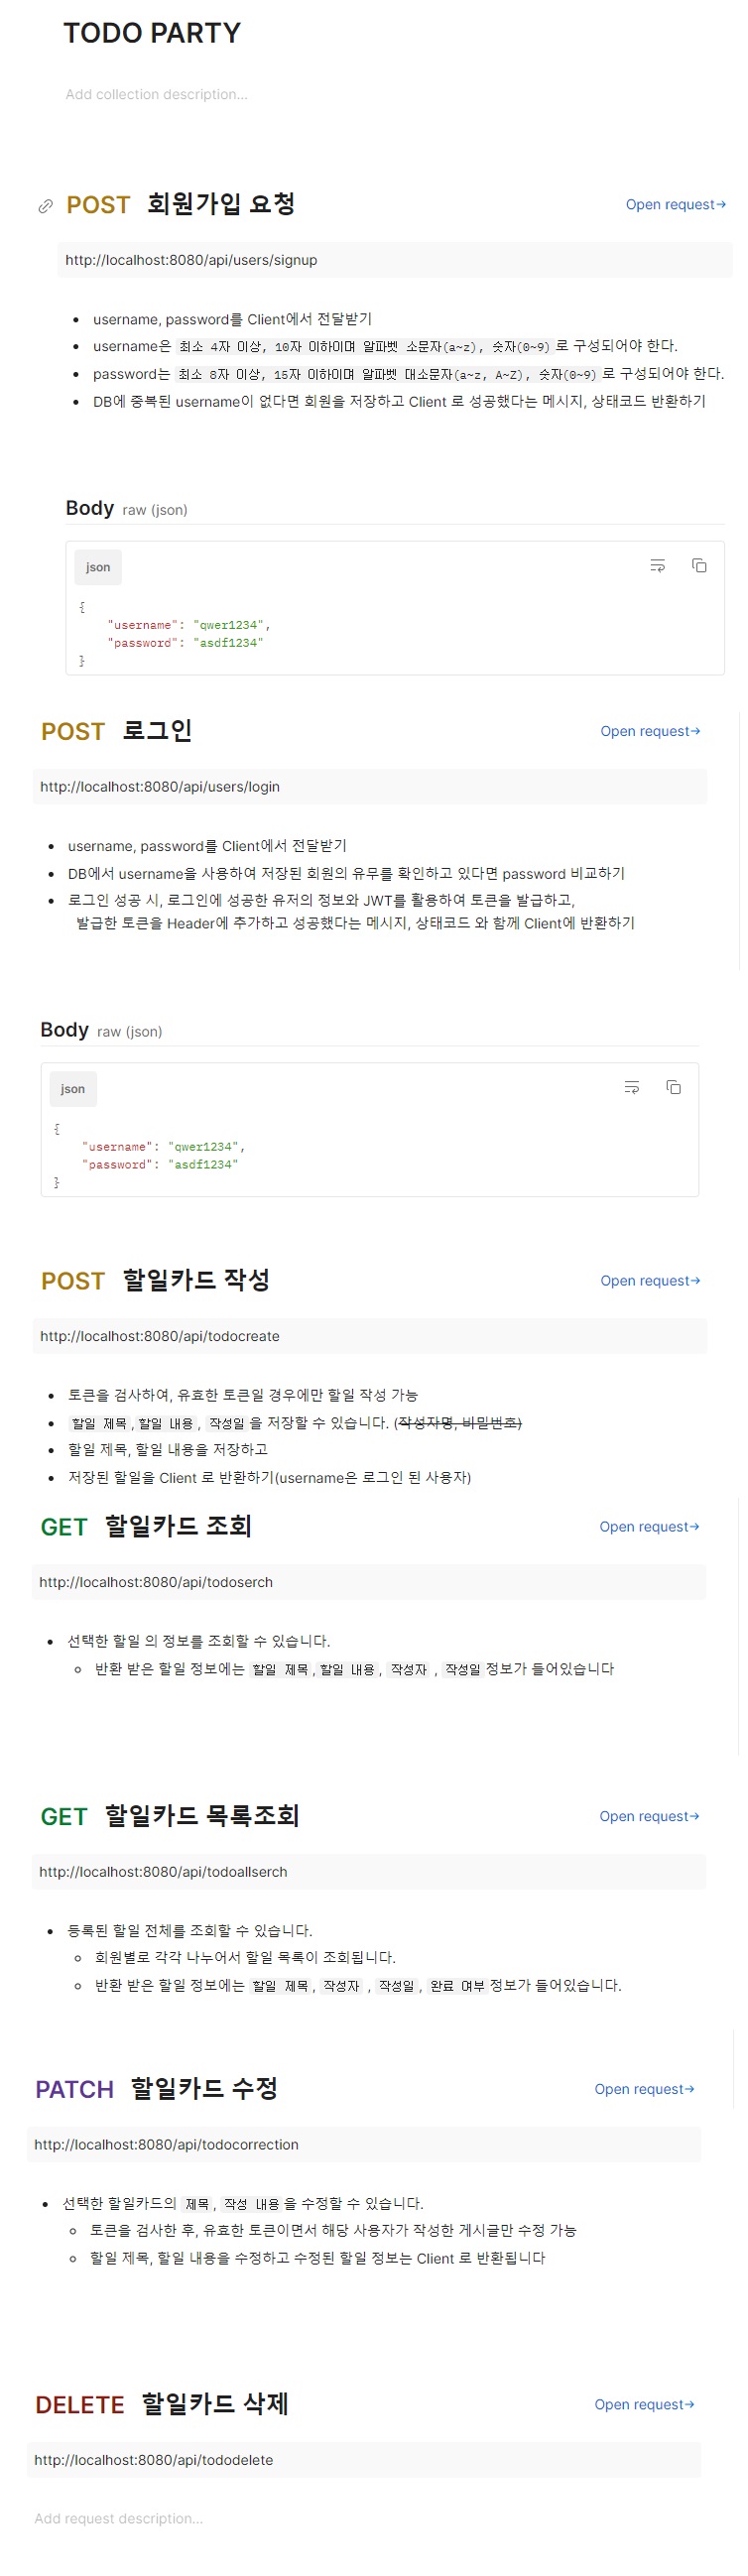 TODO PARTY
Add collection description...
POST 회원가입 요청
Open request→
http://localhost:8080/api/users/signup
• username, password를 Client에서 전달받기
• username은 최소 4자 이상, 10자 이하이며 알파벳 소문자(a~z), 숫자(0~9)로 구성되어야 한다.
• password는 최소 8자 이상, 15자 이하이며 알파벳 대소문자(a~z, A~Z), 숫자(0~9)로 구성되어야 한다.
• DB에 중복된 username이 없다면 회원을 저장하고 Client 로 성공했다는 메시지, 상태코드 반환하기
Body raw (json)
json
{
"username": "qwer1234",
"password": "asdf1234"
}
POST 로그인
Open request→
http://localhost:8080/api/users/login
• username, password를 Client에서 전달받기
• DB에서 username을 사용하여 저장된 회원의 유무를 확인하고 있다면 password 비교하기
• 로그인 성공 시, 로그인에 성공한 유저의 정보와 JWT를 활용하여 토큰을 발급하고,
발급한 토큰을 Header에 추가하고 성공했다는 메시지, 상태코드 와 함께 Client에 반환하기
Body raw (json)
json
{
"username": "qwer1234",
"password": "asdf1234"
}
POST 할일카드 작성
Open request→
http://localhost:8080/api/todocreate
• 토큰을 검사하여, 유효한 토큰일 경우에만 할일 작성 가능
• 할일 제목,할일 내용, 작성일을 저장할 수 있습니다. (작성자명, 비밀번호)
• 할일 제목, 할일 내용을 저장하고
• 저장된 할일을 Client 로 반환하기(username은 로그인 된 사용자)
GET 할일카드 조회
Open request→
http://localhost:8080/api/todoserch
• 선택한 할일 의 정보를 조회할 수 있습니다.
◦ 반환 받은 할일 정보에는 할일 제목,할일 내용, 작성자 , 작성일정보가 들어있습니다
GET 할일카드 목록조회
Open request→
http://localhost:8080/api/todoallserch
• 등록된 할일 전체를 조회할 수 있습니다.
◦ 회원별로 각각 나누어서 할일 목록이 조회됩니다.
◦ 반환 받은 할일 정보에는 할일 제목, 작성자 , 작성일, 완료 여부정보가 들어있습니다.
PATCH 할일카드 수정
Open request→
http://localhost:8080/api/todocorrection
• 선택한 할일카드의 제목, 작성 내용을 수정할 수 있습니다.
◦ 토큰을 검사한 후, 유효한 토큰이면서 해당 사용자가 작성한 게시글만 수정 가능
◦ 할일 제목, 할일 내용을 수정하고 수정된 할일 정보는 Client 로 반환됩니다
DELETE 할일카드 삭제
Open request→
http://localhost:8080/api/tododelete
Add request description...